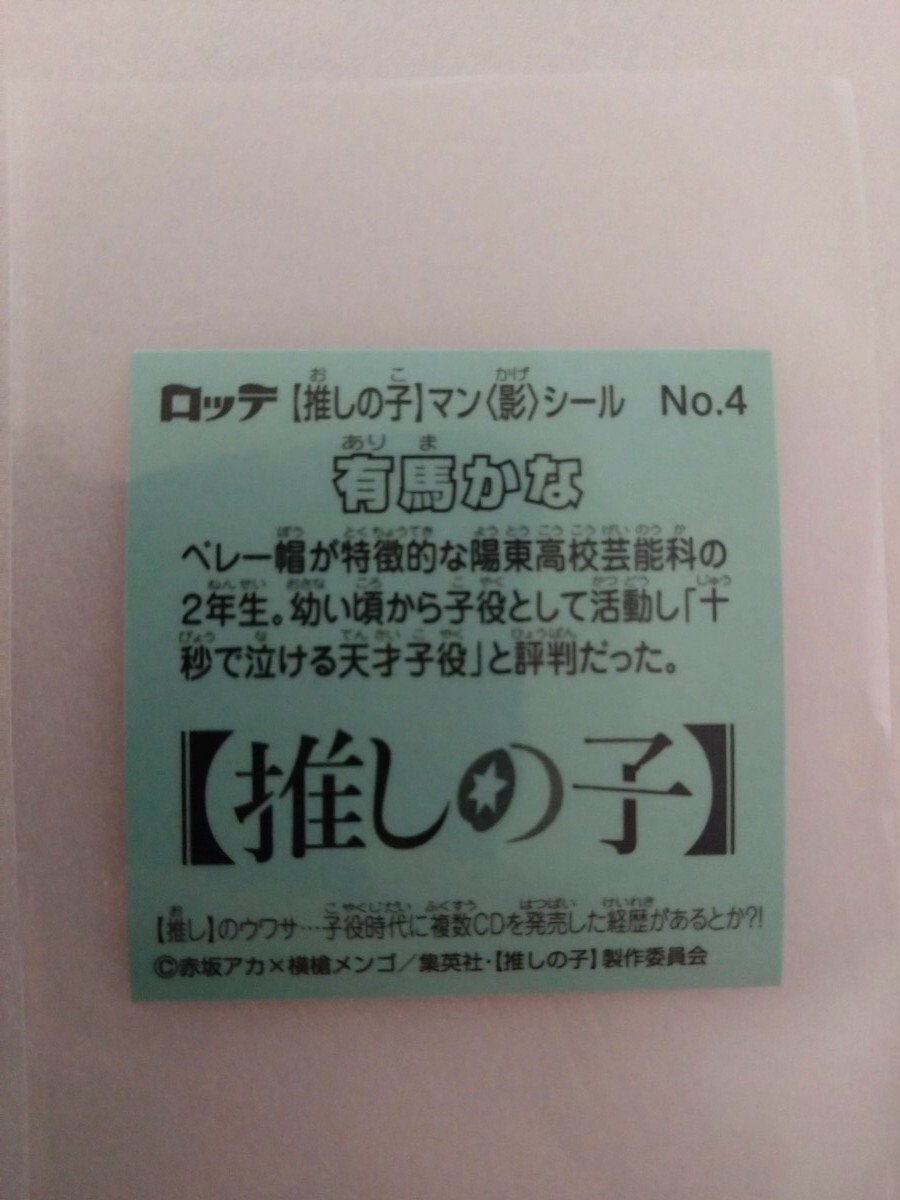 ロッテ 【推しの子】マン〈影〉シール No.4
有馬かな
ベレー帽が特徴的な陽東高校芸能科の
2年生。幼い頃から子役として活動し「十
秒で泣ける天才子役」と評判だった。
【推しの子】
【推し】のウワサ…子役時代に複数CDを発売した経歴があるとか?!
©赤坂アカ×横槍メンゴ／集英社・【推しの子】製作委員会